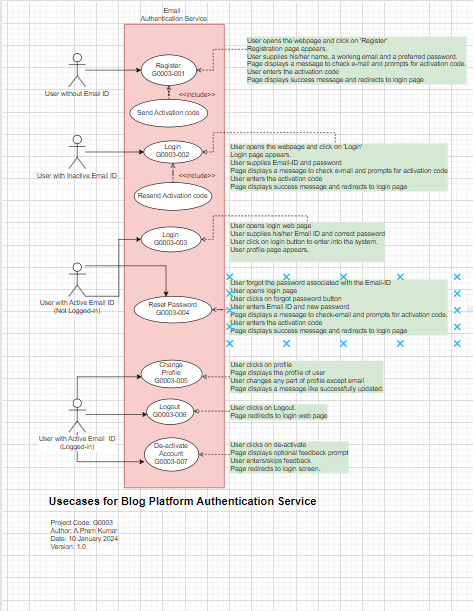 Email
Authentication Service
User opens the webpage and click on 'Register'
Registration page appears.
User supplies his/her name, a working email and a preferred password.
Page displays a message to check e-mail and prompts for activation code.
User enters the activation code
Page displays success message and redirects to login page
Register
G0003-001
User without Email ID
<<include>>
Send Activation code
Login
G0003-002
User opens the webpage and click on 'Login'
Login page appears.
User supplies Email-ID and password
Page displays a message to check e-mail and prompts for activation code
User enters the activation code
Page displays success message and redirects to login page
User with Inactive Email ID
<<include>>
Resend Activation code
User opens login web page
User supplies his/her Email ID and correct password
User click on login button to enter into the system.
User profile page appears.
Login
G0003-003
User with Active Email ID
(Not Logged-in)
Reset Password
G0003-004
User forgot the password associated with the Email-ID
User opens login page
User clicks on forgot password button
User enters Email ID and new password
Page displays a message to check-email and prompts for activation code.
User enters the activation code
Page displays success message and redirects to login page
Change
Profile
G0003-005
User clicks on profile
Page displays the profile of user
User changes any part of profile except email
Page displays a message like successfully updated.
Logout
G0003-006
User clicks on Logout.
Page redirects to login web page
User with Active Email ID
(Logged-in)
De-activate
Account
G0003-007
User clicks on de-activate
Page displays optional feedback prompt
User enters/skips feedback
Page redirects to login screen.
Usecases for Blog Platform Authentication Service
Project Code: G0003
Author: A.Prem Kumar
Date: 10 January 2024
Version: 1.0